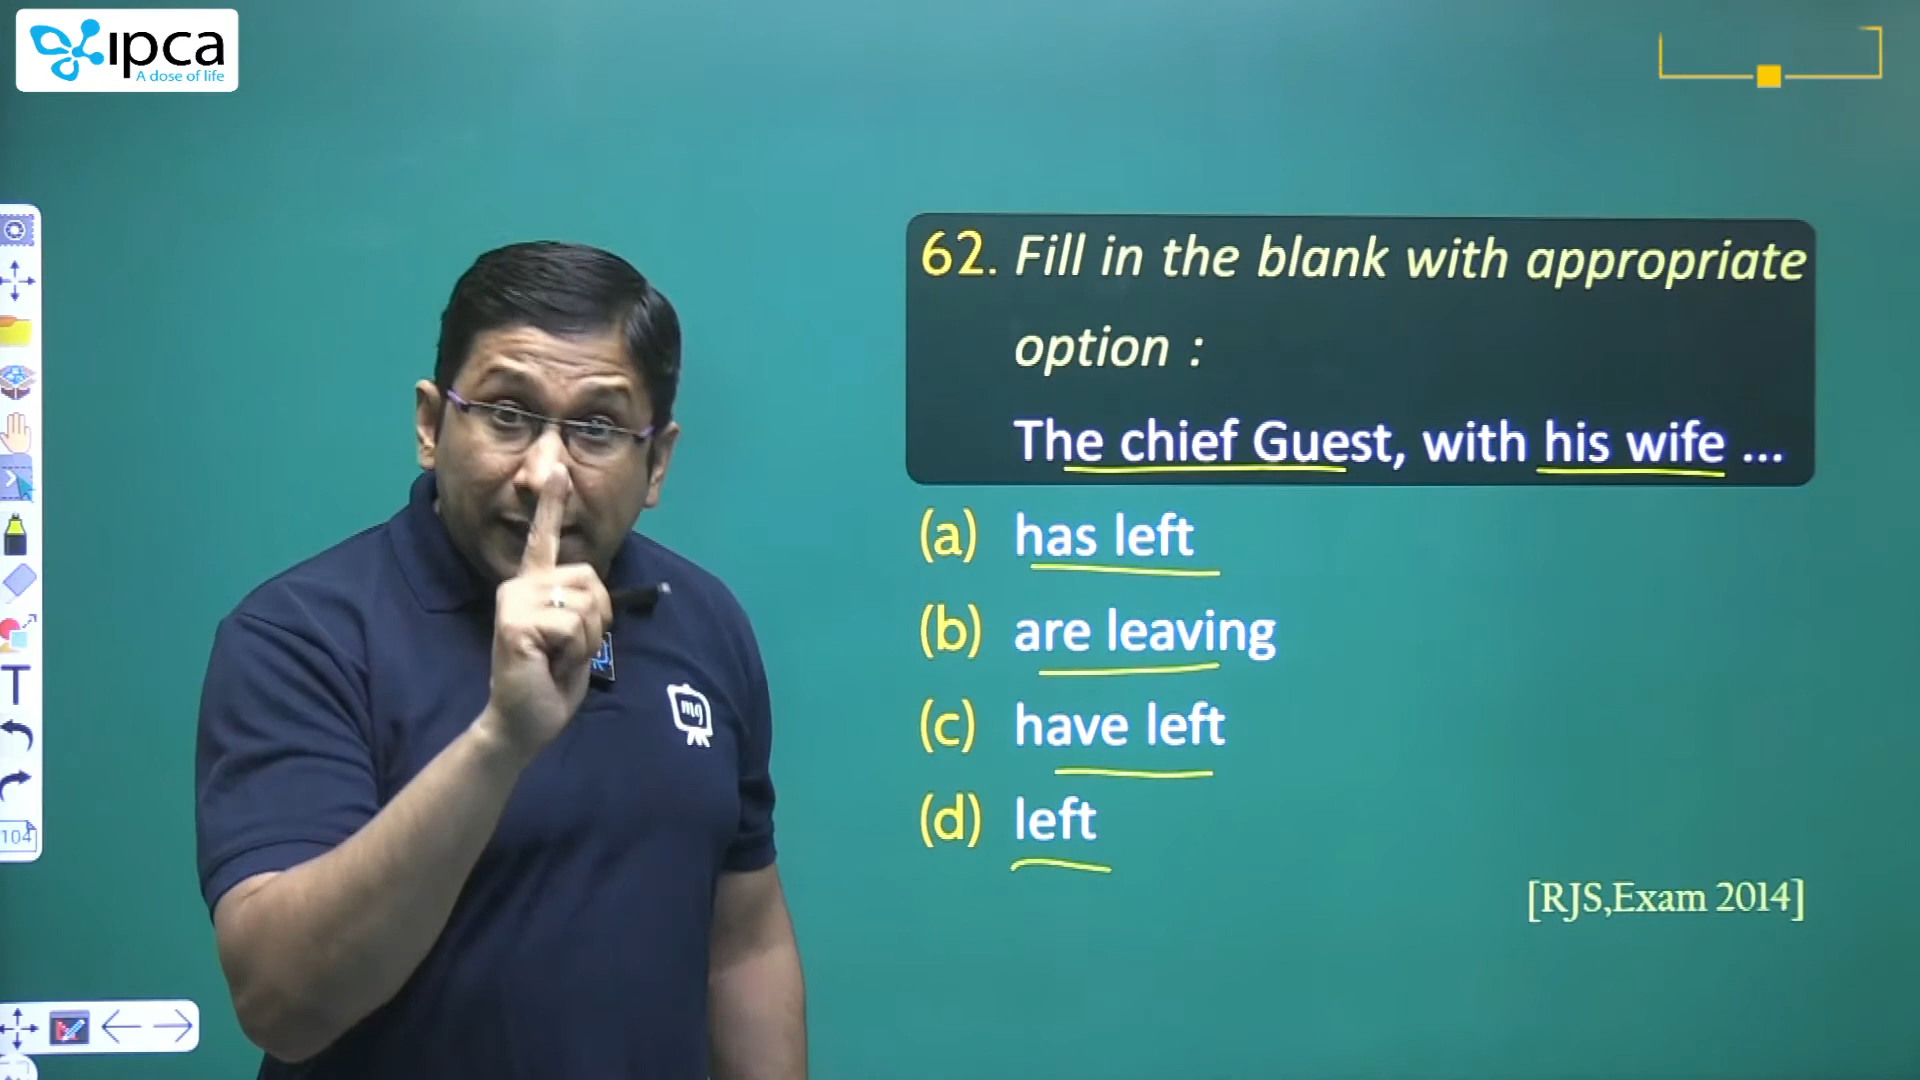 ipca
A dose of life
62. Fill in the blank with appropriate
option :
The chief Guest, with his wife ...
(a) has left
(b) are leaving
(c) have left
(d) left
[RJS,Exam 2014]
mg
T
104